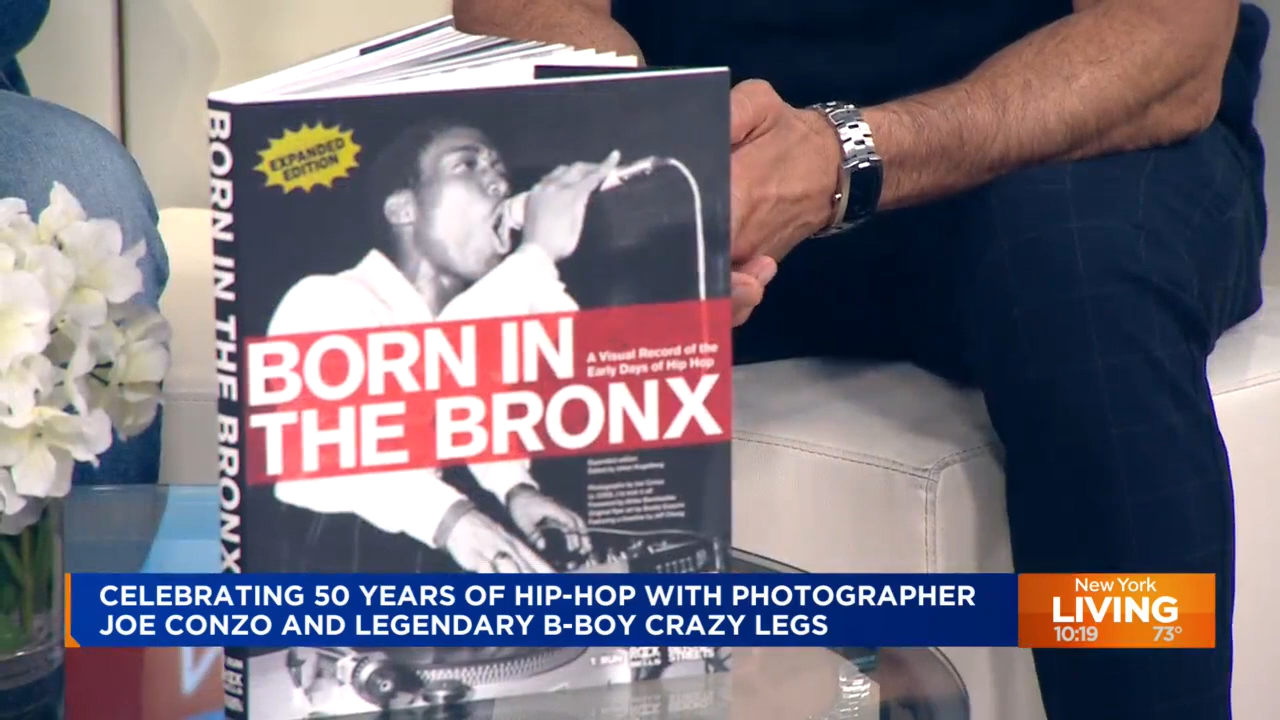 BORN IN THE BRONX
EXPANDED
EDITION
BORN IN
THE BRONX
A Visual Record of the
Early Days of Hip Hop
Expanded edition
CELEBRATING 50 YEARS OF HIP-HOP WITH PHOTOGRAPHER
JOE CONZO AND LEGENDARY B-BOY CRAZY LEGS
New York
LIVING
10:19 73°